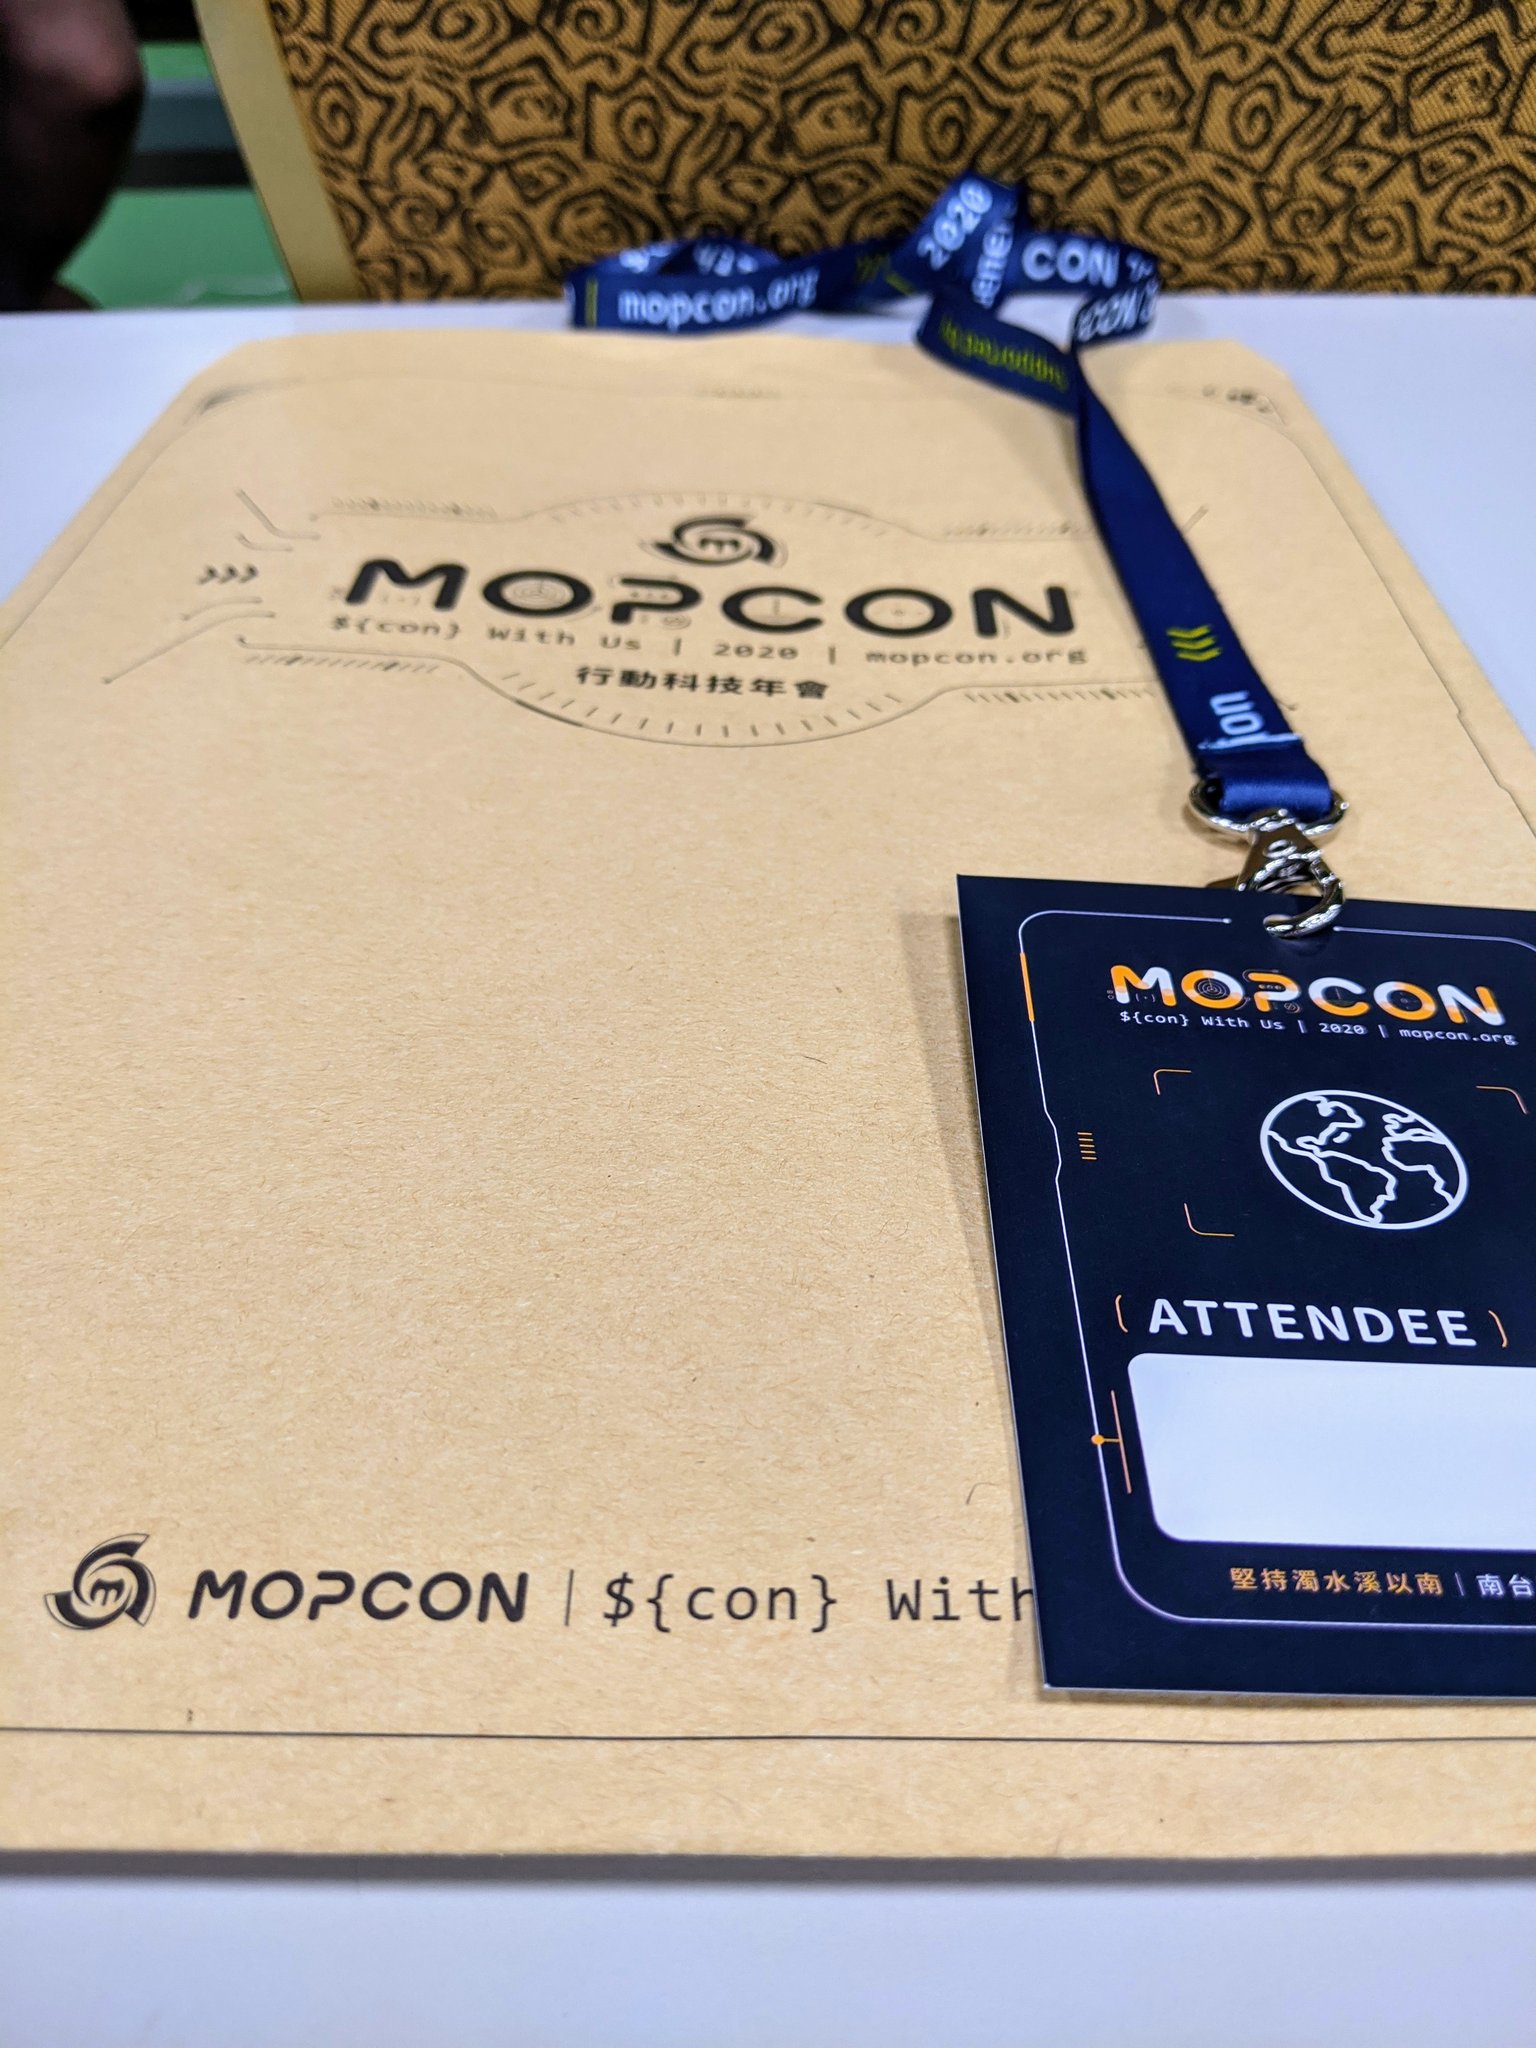 2020
CON
mopcon.org
MOPCON
${con} With Us | 2020 | mopcon.org
行動科技年會
MOPCON
${con} With Us | 2020 | mopcon.org
( ATTENDEE )
堅持濁水溪以南 | 南台
m MOPCON | ${con} With